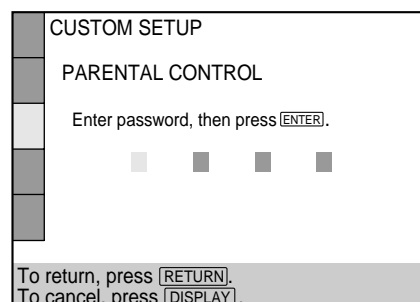 CUSTOM SETUP
PARENTAL CONTROL
Enter password, then press ENTER.
To return, press RETURN.
To cancel, press DISPLAY.